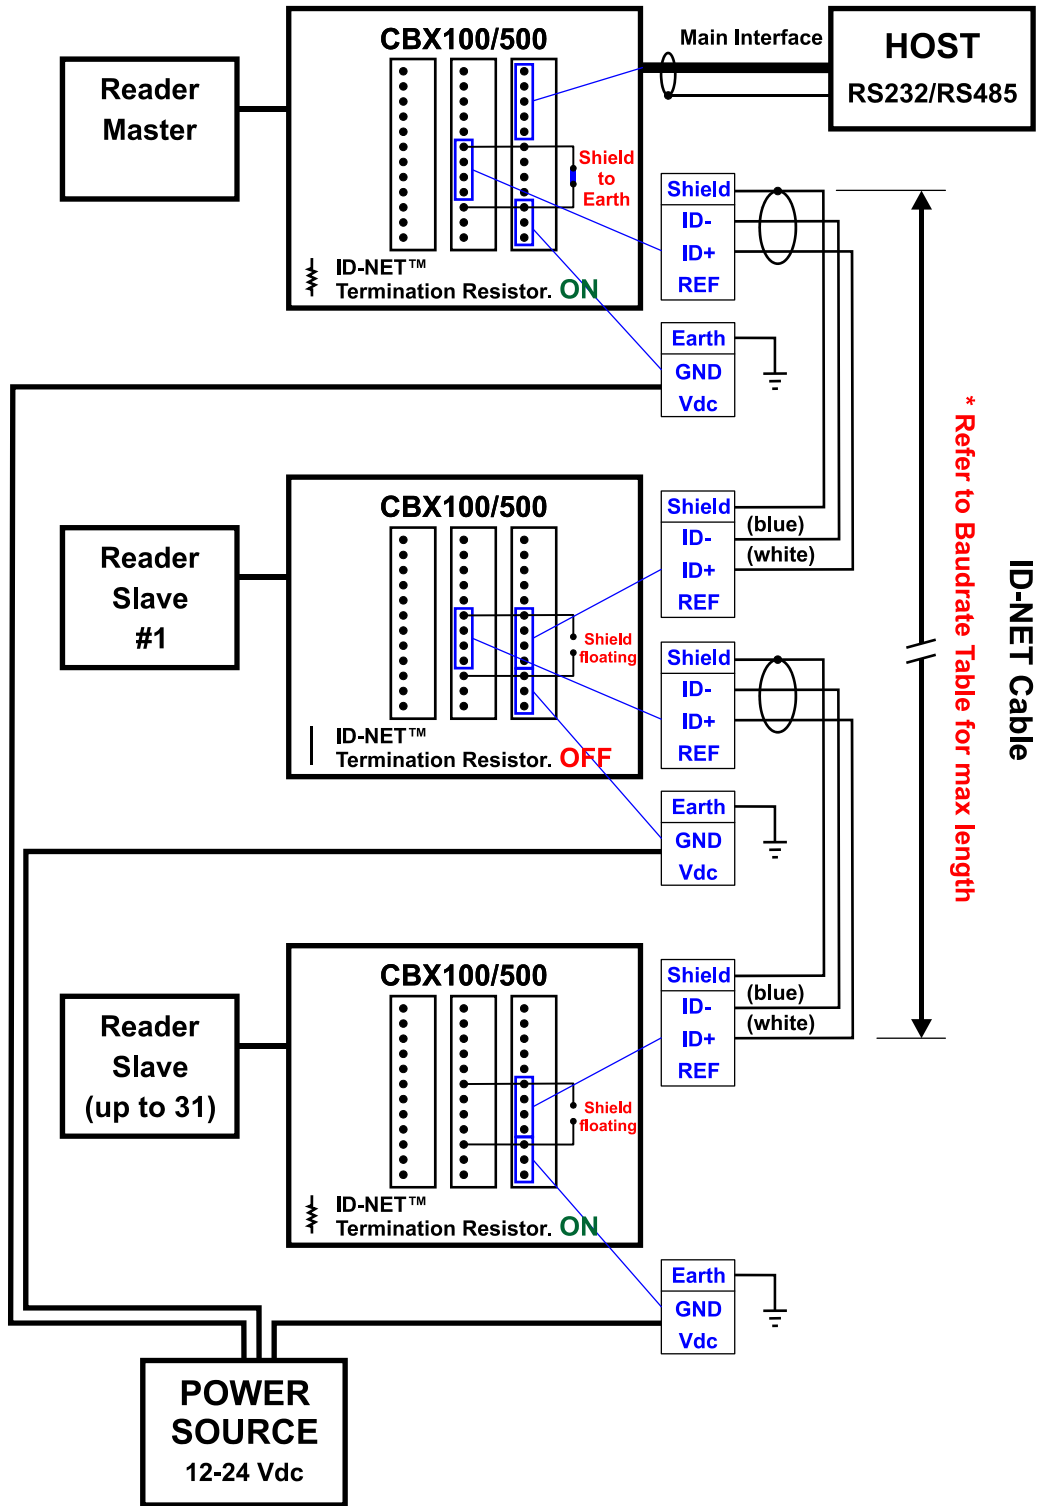 CBX100/500
Main Interface
HOST
RS232/RS485
Reader
Master
Shield
to
Earth
Shield
ID-
ID+
REF
ID-NET™
Termination Resistor. ON
Earth
GND
Vdc
CBX100/500
Reader
Slave
#1
Shield
floating
Shield
ID-
ID+
REF
(blue)
(white)
Shield
ID-
ID+
REF
ID-NET™
Termination Resistor. OFF
Earth
GND
Vdc
* Refer to Baudrate Table for max length
ID-NET Cable
CBX100/500
Reader
Slave
(up to 31)
Shield
floating
Shield
ID-
ID+
REF
(blue)
(white)
ID-NET™
Termination Resistor. ON
Earth
GND
Vdc
POWER
SOURCE
12-24 Vdc